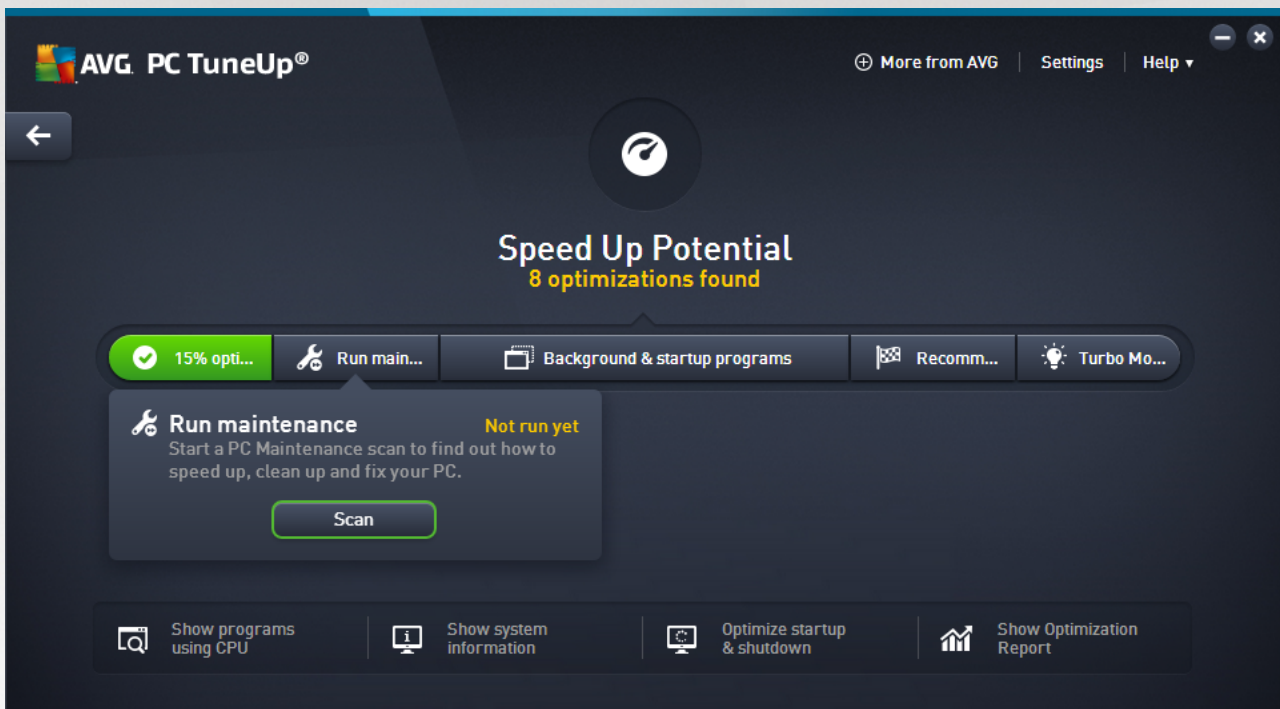 AVG PC TuneUp®
More from AVG
Settings
Help
Speed Up Potential
8 optimizations found
15% opti...
Run main...
Background & startup programs
Recomm...
Turbo Mo...
Run maintenance
Not run yet
Start a PC Maintenance scan to find out how to
speed up, clean up and fix your PC.
Scan
Show programs
using CPU
Show system
information
Optimize startup
& shutdown
Show Optimization
Report